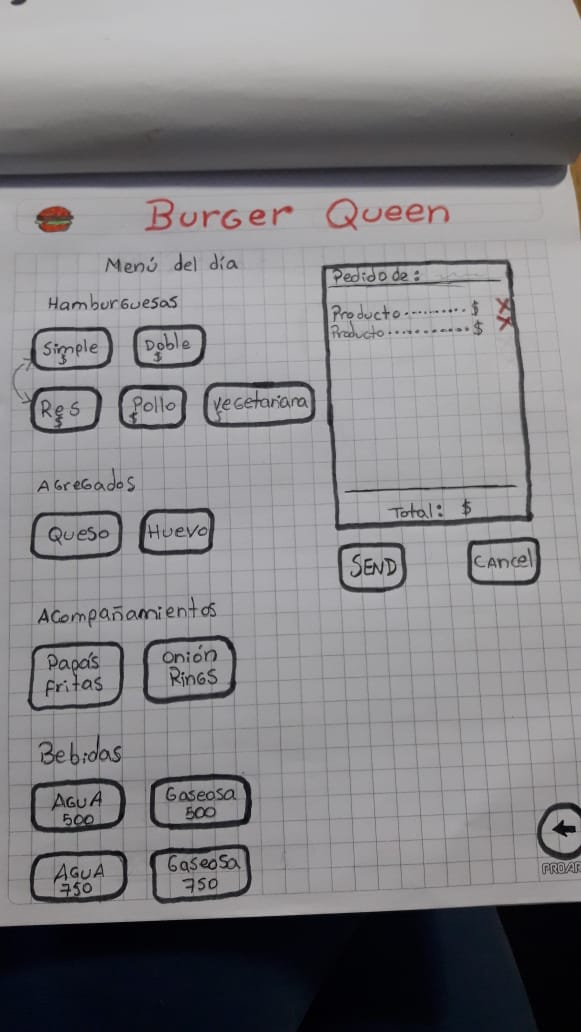 Burger Queen
Menú del día
Hamburguesas
Simple
$
Doble
$
Res
$
Pollo
$
Vegetariana
$
Agregados
Queso
Huevo
Acompañamientos
Papás
Fritas
Onión
Rings
Bebidas
AGUA
500
Gaseosa
500
AGUA
750
Gaseosa
750
Pedido de:
Producto.......... $ X
Producto............ $ X
Total: $
SEND
Cancel
PROAR